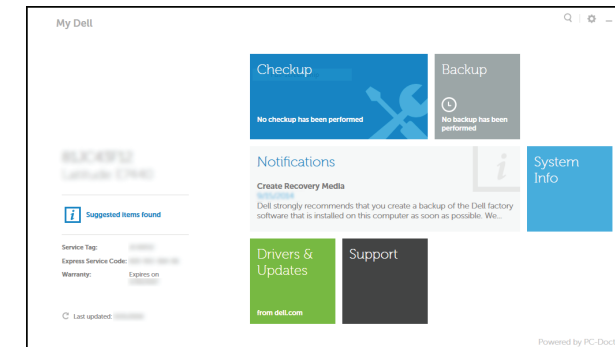 My Dell
Checkup
No checkup has been performed
Backup
No backup has been
performed
Notifications
Create Recovery Media
Dell strongly recommends that you create a backup of the Dell factory
software that is installed on this computer as soon as possible. We...
System
Info
Suggested items found
Service Tag:
Express Service Code:
Warranty: Expires on
Last updated:
Drivers &
Updates
from dell.com
Support
Powered by PC-Doct